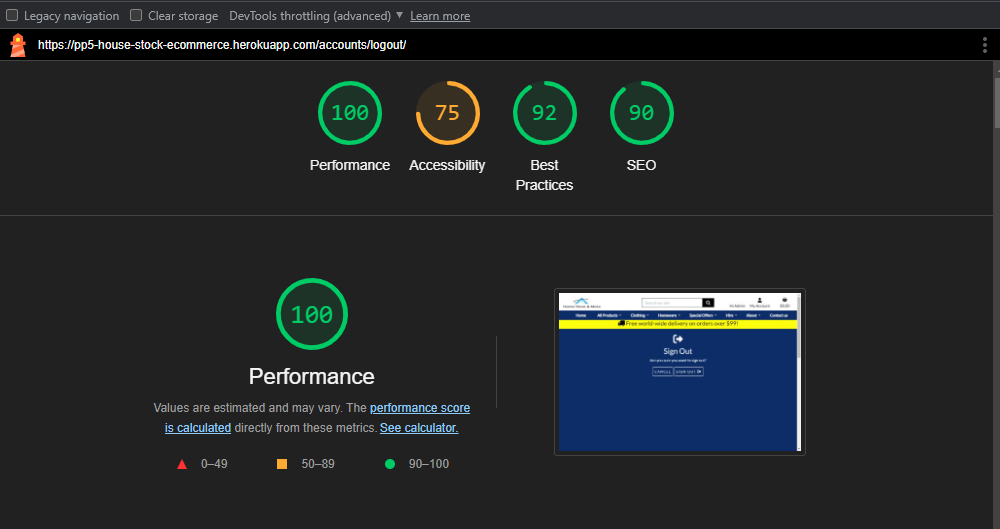 Legacy navigation Clear storage DevTools throttling (advanced) ▼ Learn more
https://pp5-house-stock-ecommerce.herokuapp.com/accounts/logout/
100 75 92 90
Performance Accessibility Best Practices SEO
100
Performance
Values are estimated and may vary. The performance score
is calculated directly from these metrics. See calculator.
0–49 50–89 90–100
My Account $0.00
Home All Products Clothing Homeware Special Offers Hire About Contact us
Free world-wide delivery on orders over $99!
Sign Out
Are you sure you want to sign out?
CANCEL SIGN OUT